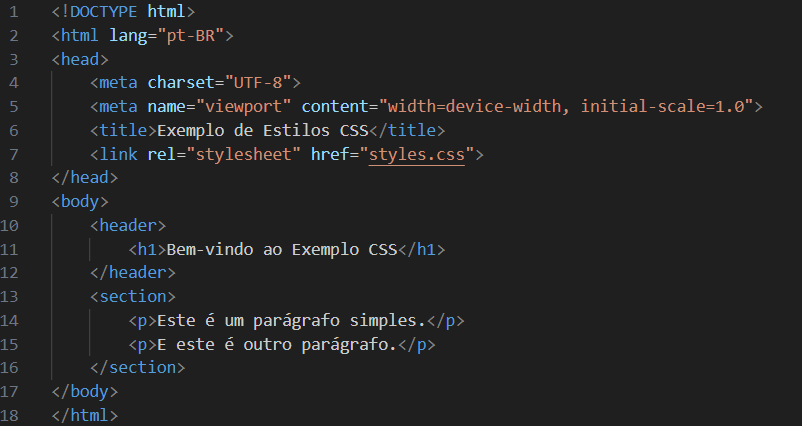 1 <!DOCTYPE html>
2 <html lang="pt-BR">
3 <head>
4     <meta charset="UTF-8">
5     <meta name="viewport" content="width=device-width, initial-scale=1.0">
6     <title>Exemplo de Estilos CSS</title>
7     <link rel="stylesheet" href="styles.css">
8 </head>
9 <body>
10     <header>
11         <h1>Bem-vindo ao Exemplo CSS</h1>
12     </header>
13     <section>
14         <p>Este é um parágrafo simples.</p>
15         <p>E este é outro parágrafo.</p>
16     </section>
17 </body>
18 </html>